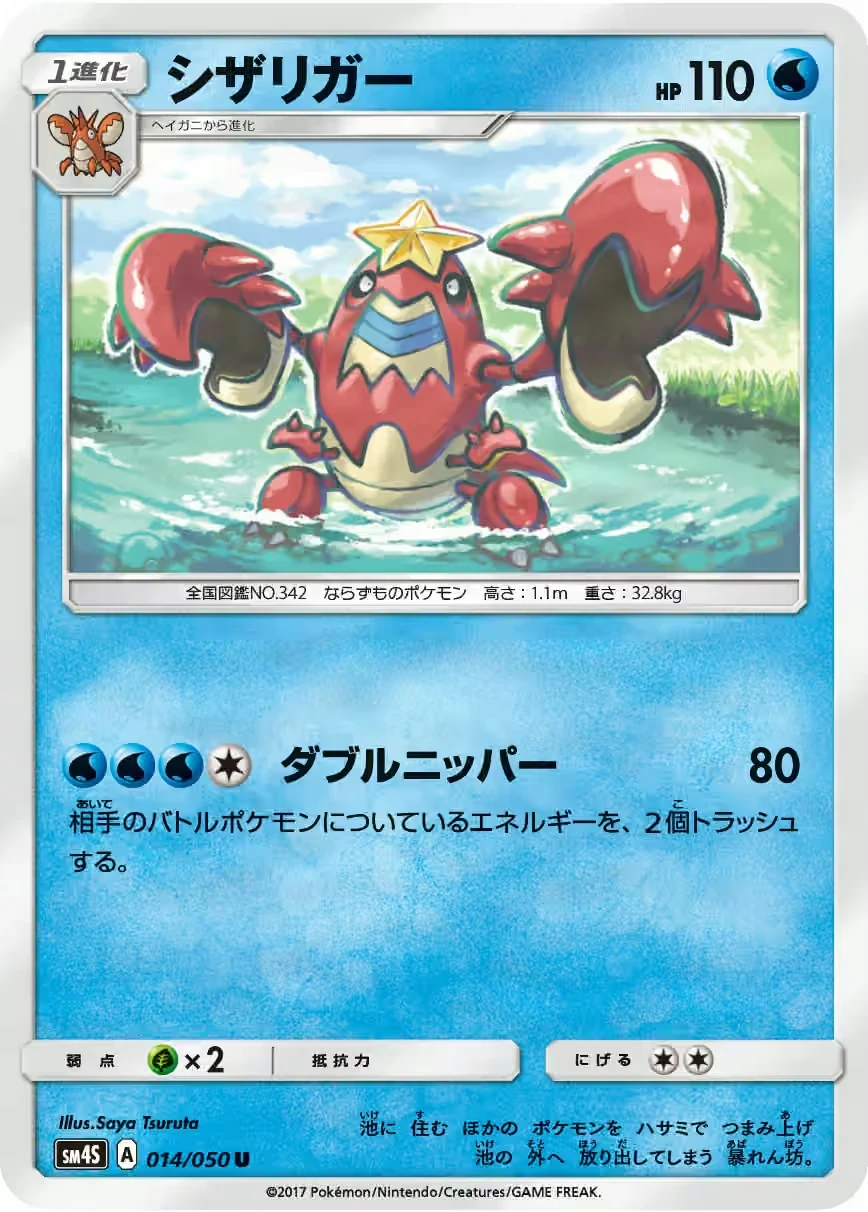 1進化
シザリガー
HP 110
ヘイガニから進化
全国図鑑NO.342 ならずものポケモン 高さ:1.1m 重さ:32.8kg
ダブルニッパー 80
相手のバトルポケモンについているエネルギーを、2個トラッシュ
する。
弱点 ×2 抵抗力 にげる
Illus.Saya Tsuruta
池に 住む ほかの ポケモンを ハサミで つまみ上げ
池の 外へ 放り出してしまう 暴れん坊。
SM4S A 014/050 U
©2017 Pokémon/Nintendo/Creatures/GAME FREAK.